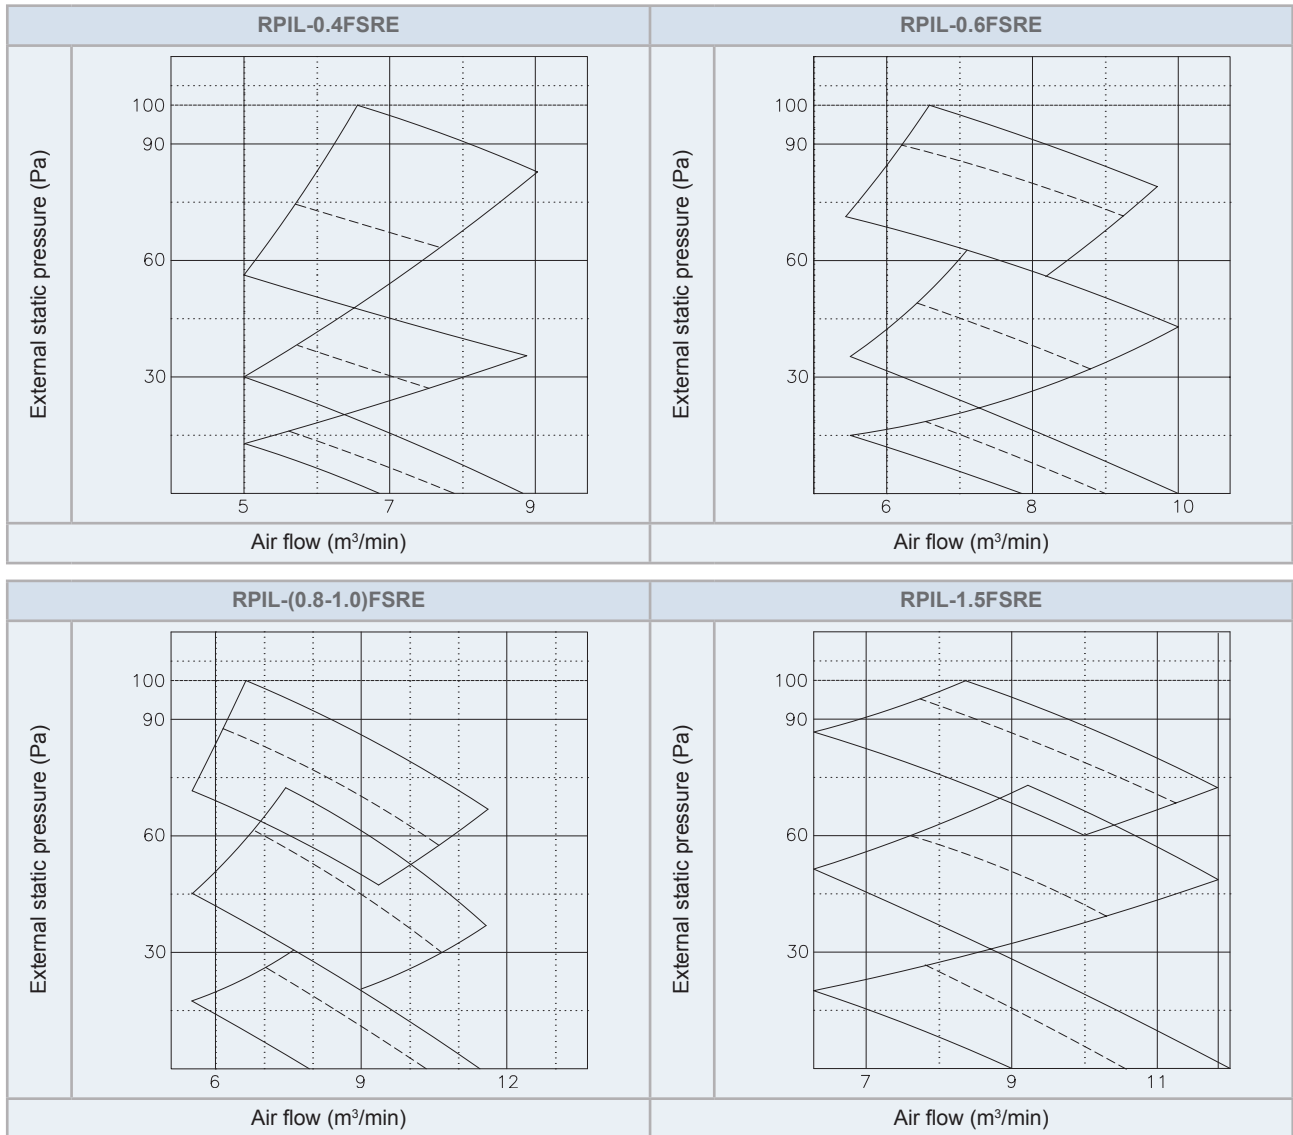 RPIL-0.4FSRE
External static pressure (Pa)
100
90
60
30
5 7 9
Air flow (m³/min)
RPIL-0.6FSRE
External static pressure (Pa)
100
90
60
30
6 8 10
Air flow (m³/min)
RPIL-(0.8-1.0)FSRE
External static pressure (Pa)
100
90
60
30
6 9 12
Air flow (m³/min)
RPIL-1.5FSRE
External static pressure (Pa)
100
90
60
30
7 9 11
Air flow (m³/min)